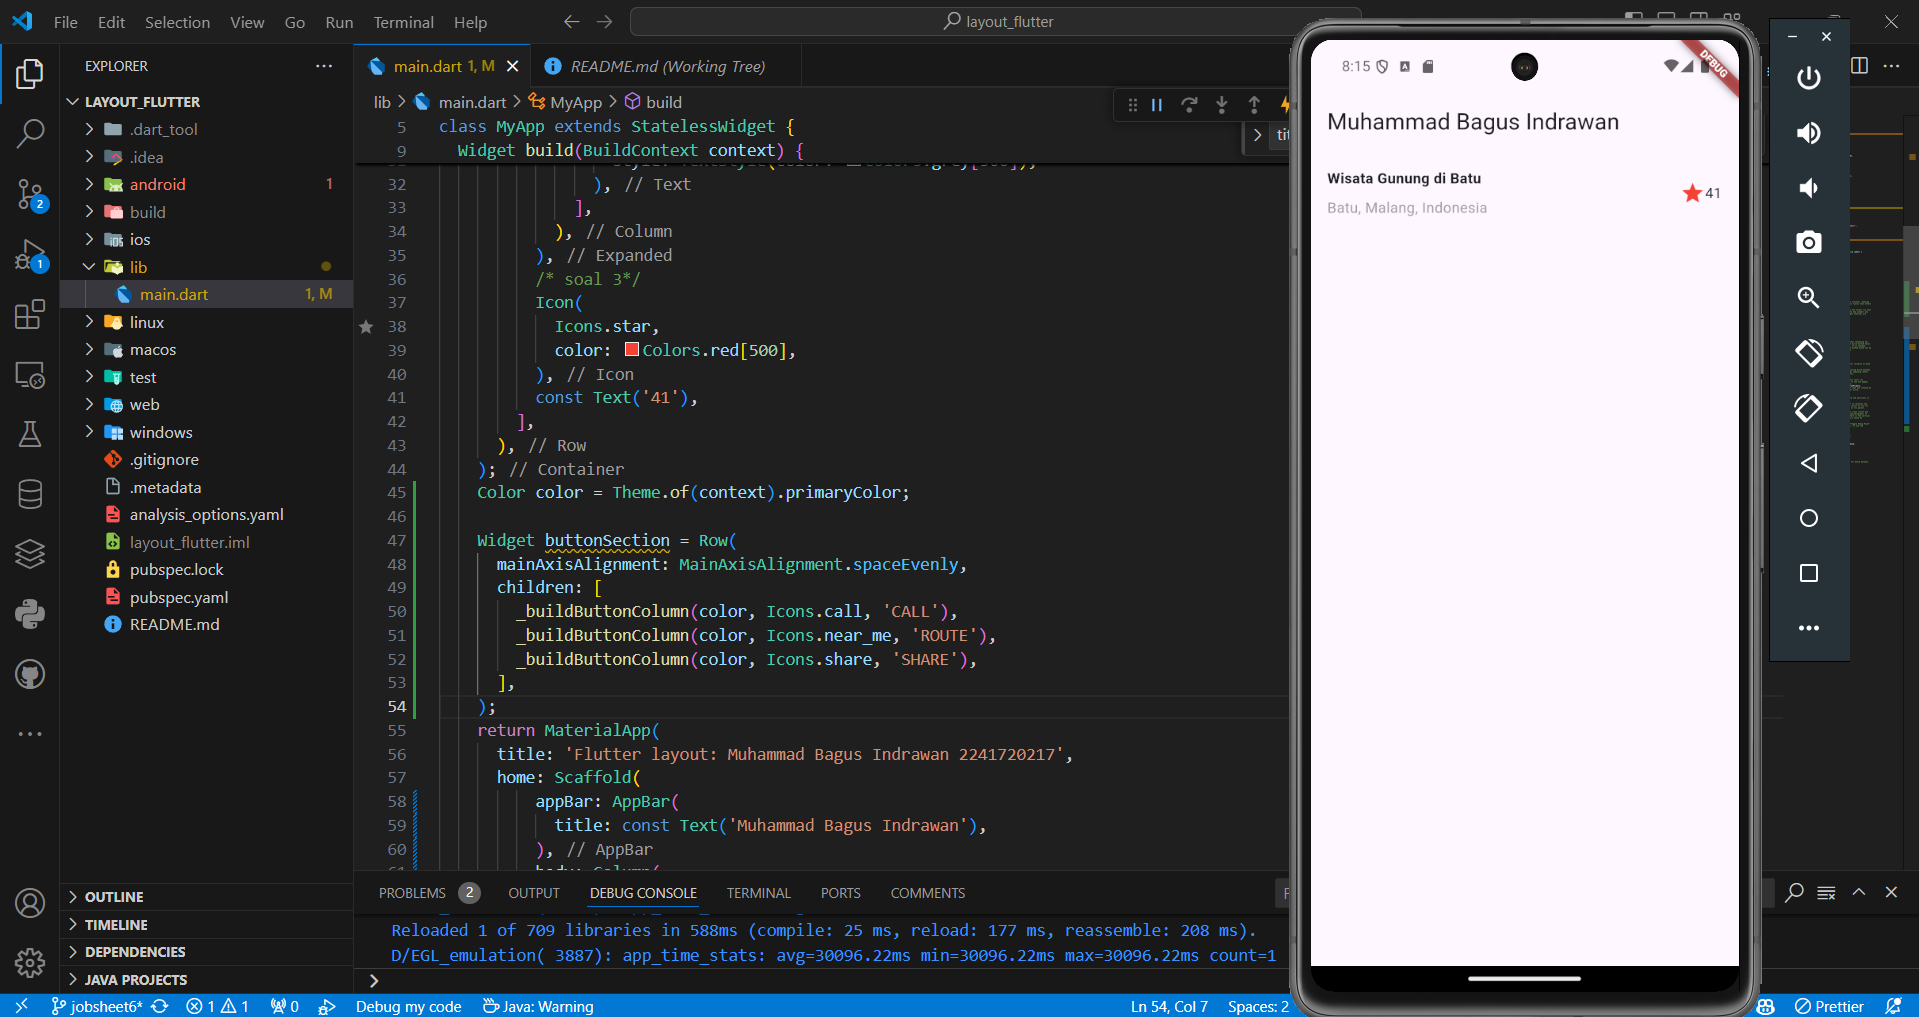 File Edit Selection View Go Run Terminal Help
layout_flutter
EXPLORER
LAYOUT_FLUTTER
.dart_tool
.idea
android 1
build
ios
lib
main.dart 1, M
linux
macos
test
web
windows
.gitignore
.metadata
analysis_options.yaml
layout_flutter.iml
pubspec.lock
pubspec.yaml
README.md
OUTLINE
TIMELINE
DEPENDENCIES
JAVA PROJECTS
2
1
main.dart 1, M
README.md (Working Tree)
lib > main.dart > MyApp > build
5 class MyApp extends StatelessWidget {
9 Widget build(BuildContext context) {
32 ), // Text
33 ],
34 ), // Column
35 ), // Expanded
36 /* soal 3*/
37 Icon(
38 Icons.star,
39 color: Colors.red[500],
40 ), // Icon
41 const Text('41'),
42 ],
43 ), // Row
44 ); // Container
45 Color color = Theme.of(context).primaryColor;
46
47 Widget buttonSection = Row(
48 mainAxisAlignment: MainAxisAlignment.spaceEvenly,
49 children: [
50 _buildButtonColumn(color, Icons.call, 'CALL'),
51 _buildButtonColumn(color, Icons.near_me, 'ROUTE'),
52 _buildButtonColumn(color, Icons.share, 'SHARE'),
53 ],
54 );
55 return MaterialApp(
56 title: 'Flutter layout: Muhammad Bagus Indrawan 2241720217',
57 home: Scaffold(
58 appBar: AppBar(
59 title: const Text('Muhammad Bagus Indrawan'),
60 ), // AppBar
PROBLEMS 2 OUTPUT DEBUG CONSOLE TERMINAL PORTS COMMENTS
Reloaded 1 of 709 libraries in 588ms (compile: 25 ms, reload: 177 ms, reassemble: 208 ms).
D/EGL_emulation( 3887): app_time_stats: avg=30096.22ms min=30096.22ms max=30096.22ms count=1
>
jobsheet6* 1 1 0 Debug my code Java: Warning Ln 54, Col 7 Spaces: 2 Prettier
8:15
DEBUG
Muhammad Bagus Indrawan
Wisata Gunung di Batu
Batu, Malang, Indonesia
41